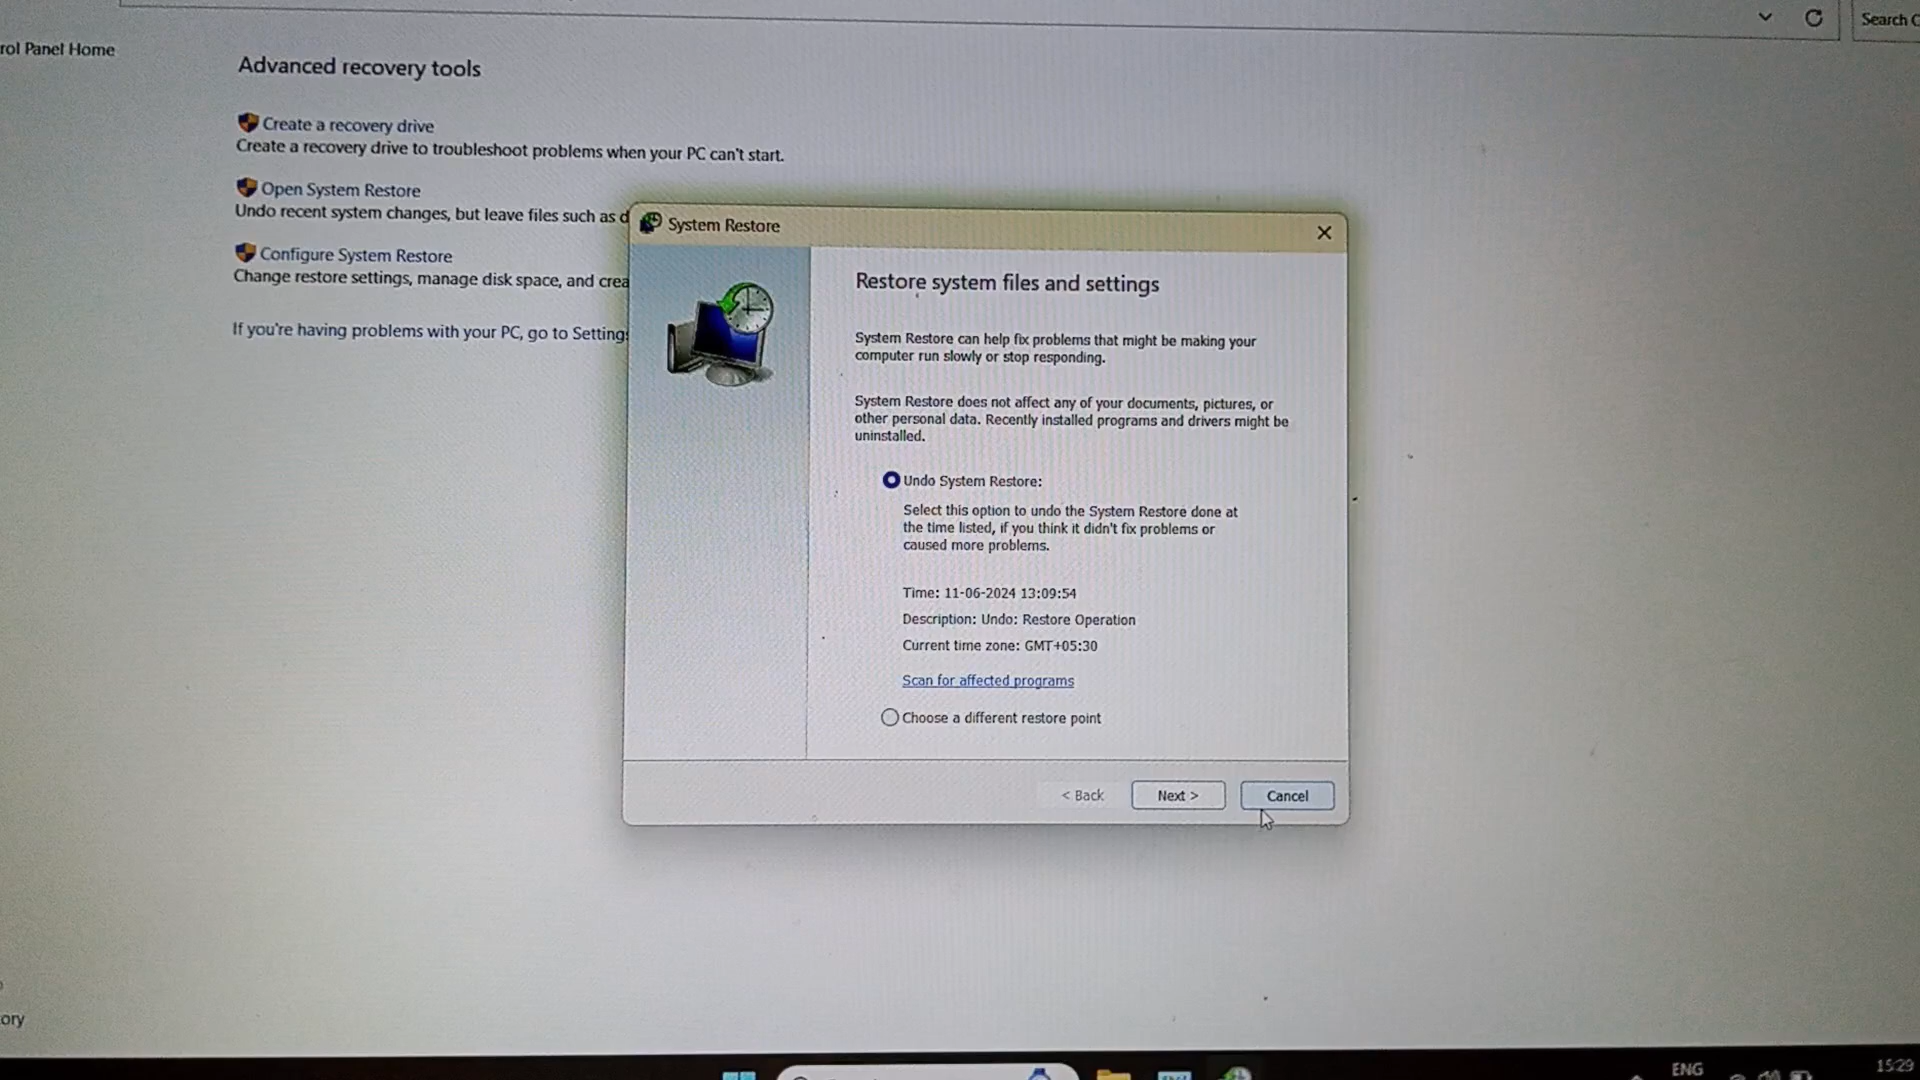 Search
rol Panel Home
Advanced recovery tools
Create a recovery drive
Create a recovery drive to troubleshoot problems when your PC can't start.
Open System Restore
Undo recent system changes, but leave files such as d
Configure System Restore
Change restore settings, manage disk space, and crea
If you're having problems with your PC, go to Settings
System Restore
Restore system files and settings
System Restore can help fix problems that might be making your
computer run slowly or stop responding.
System Restore does not affect any of your documents, pictures, or
other personal data. Recently installed programs and drivers might be
uninstalled.
Undo System Restore:
Select this option to undo the System Restore done at
the time listed, if you think it didn't fix problems or
caused more problems.
Time: 11-06-2024 13:09:54
Description: Undo: Restore Operation
Current time zone: GMT+05:30
Scan for affected programs
Choose a different restore point
< Back
Next >
Cancel
ory
ENG
15:29